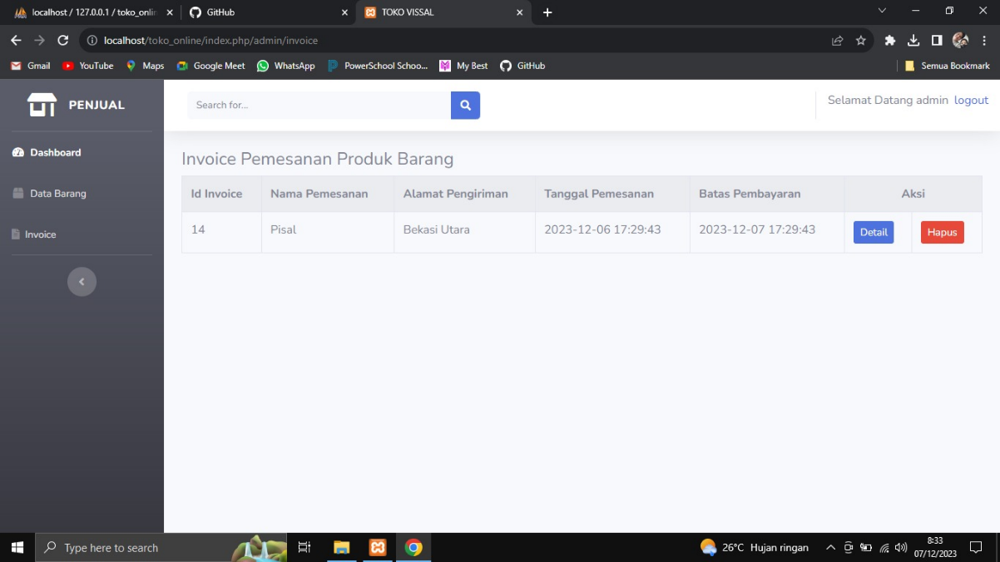 localhost / 127.0.0.1 / toko_onlin
GitHub
TOKO VISSAL
localhost/toko_online/index.php/admin/invoice
Gmail
YouTube
Maps
Google Meet
WhatsApp
PowerSchool Schoo...
My Best
GitHub
Semua Bookmark
PENJUAL
Search for...
Selamat Datang admin logout
Dashboard
Data Barang
Invoice
Invoice Pemesanan Produk Barang
Id Invoice Nama Pemesanan Alamat Pengiriman Tanggal Pemesanan Batas Pembayaran Aksi
14 Pisal Bekasi Utara 2023-12-06 17:29:43 2023-12-07 17:29:43 Detail Hapus
Type here to search
26°C Hujan ringan
8:33
07/12/2023